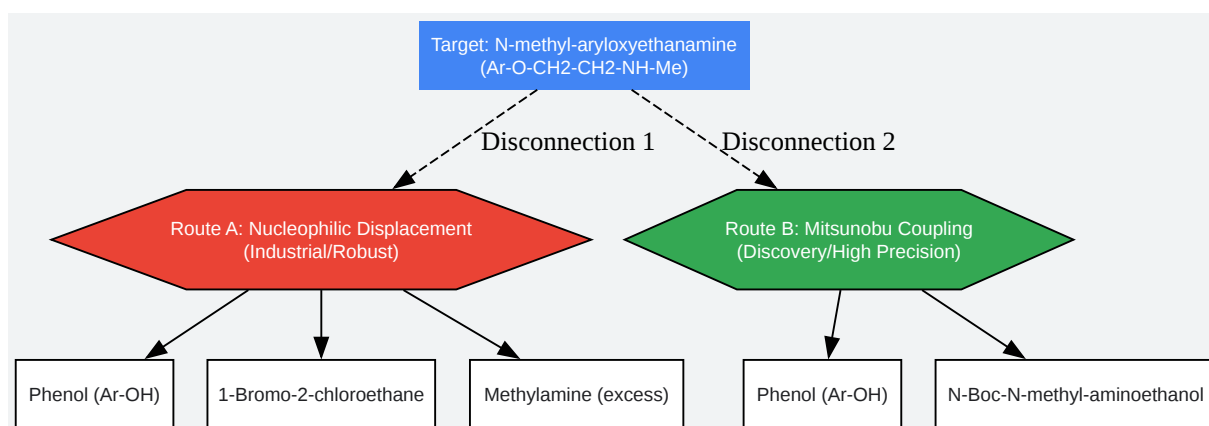 Target: N-methyl-aryloxyethanamine
(Ar-O-CH2-CH2-NH-Me)
Disconnection 1
Disconnection 2
Route A: Nucleophilic Displacement
(Industrial/Robust)
Route B: Mitsunobu Coupling
(Discovery/High Precision)
Phenol (Ar-OH)
1-Bromo-2-chloroethane
Methylamine (excess)
Phenol (Ar-OH)
N-Boc-N-methyl-aminoethanol